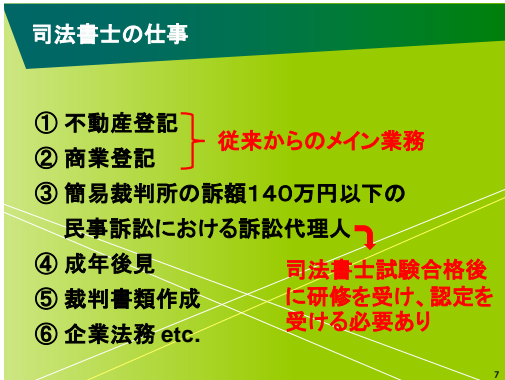 司法書士の仕事
① 不動産登記
② 商業登記
従来からのメイン業務
③ 簡易裁判所の訴額140万円以下の
民事訴訟における訴訟代理人
④ 成年後見
⑤ 裁判書類作成
⑥ 企業法務 etc.
司法書士試験合格後
に研修を受け、認定を
受ける必要あり
7